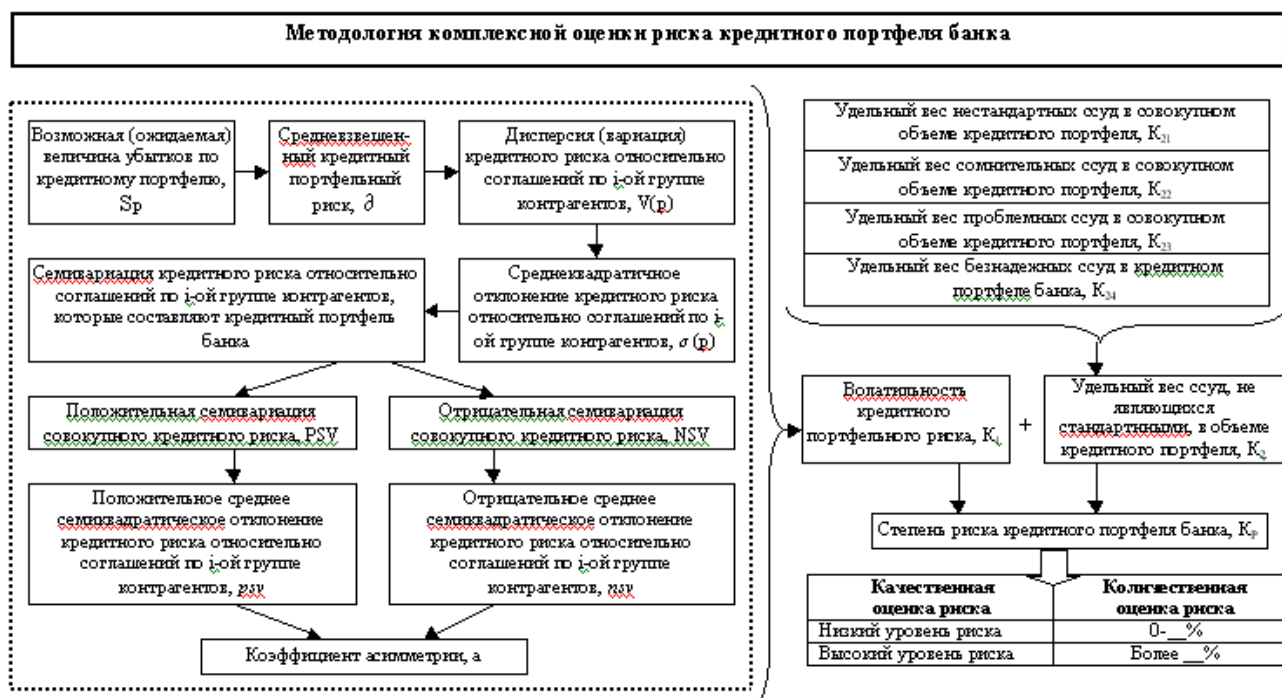 Методология комплексной оценки риска кредитного портфеля банка
Возможная (ожидаемая)
величина убытков по
кредитному портфелю,
Sp
Средневзвешен-
ный кредитный
портфельный
риск, ∂
Дисперсия (вариация)
кредитного риска относительно
соглашений по i-ой группе
контрагентов, V(p)
Семивариация кредитного риска относительно
соглашений по i-ой группе контрагентов,
которые составляют кредитный портфель
банка
Среднеквадратичное
отклонение кредитного риска
относительно соглашений по i-
ой группе контрагентов, σ (p)
Положительная семивариация
совокупного кредитного риска, PSV
Отрицательная семивариация
совокупного кредитного риска, NSV
Положительное среднее
семиквадратическое отклонение
кредитного риска относительно
соглашений по i-ой группе
контрагентов, psv
Отрицательное среднее
семиквадратическое отклонение
кредитного риска относительно
соглашений по i-ой группе
контрагентов, nsv
Коэффициент асимметрии, а
Удельный вес нестандартных ссуд в совокупном
объеме кредитного портфеля, К21
Удельный вес сомнительных ссуд в совокупном
объеме кредитного портфеля, К22
Удельный вес проблемных ссуд в совокупном
объеме кредитного портфеля, К23
Удельный вес безнадежных ссуд в кредитном
портфеле банка, К24
Волатильность
кредитного
портфельного риска, К1
+
Удельный вес ссуд, не
являющихся
стандартнными, в объеме
кредитного портфеля, К2
Степень риска кредитного портфеля банка, КР
Качественная
оценка риска
Количественная
оценка риска
Низкий уровень риска
0-__%
Высокий уровень риска
Более __%